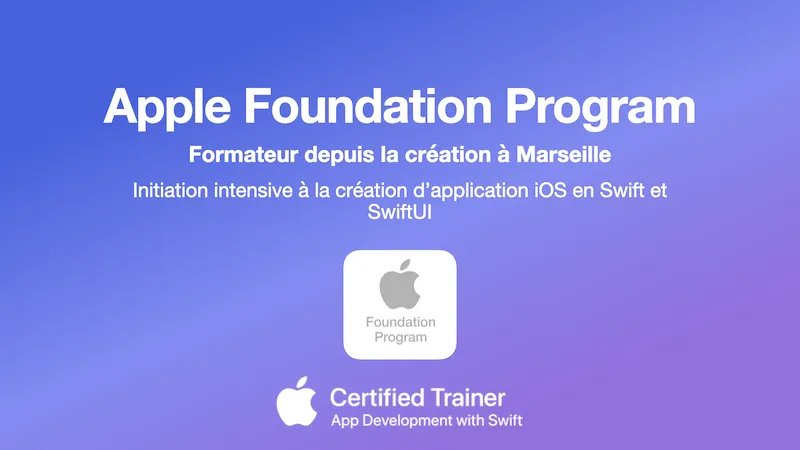 Apple Foundation Program
Formateur depuis la création à Marseille
Initiation intensive à la création d’application iOS en Swift et
SwiftUI
Foundation
Program
Certified Trainer
App Development with Swift